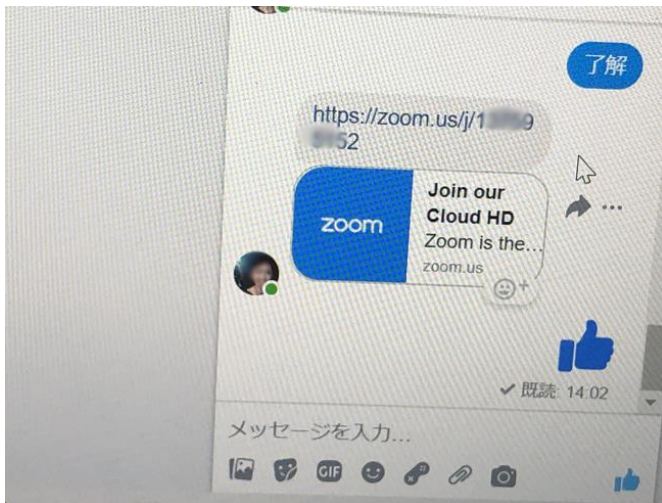 了解
https://zoom.us/j/1
52
zoom
Join our
Cloud HD
Zoom is the...
zoom.us
✓ 既読: 14:02
メッセージを入力...
GIF